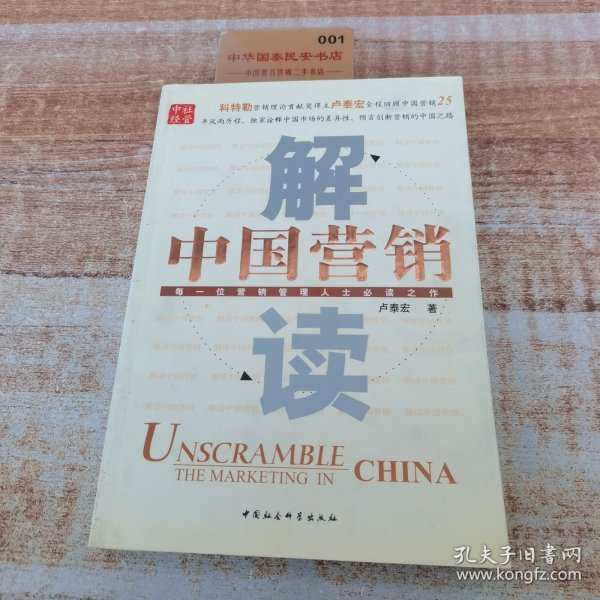 001
中华国泰民安书店
中国著名优质二手书店
中社
经管
科特勒营销理论贡献奖得主卢泰宏全程回顾中国营销25
年风雨历程，独家诠释中国市场的差异性，预言创新营销的中国之路
解
中国营销
每一位营销管理人士必读之作
卢泰宏 著
读
UNSCRAMBLE
THE MARKETING IN CHINA
中国社会科学出版社
孔夫子旧书网
www.kongfz.com